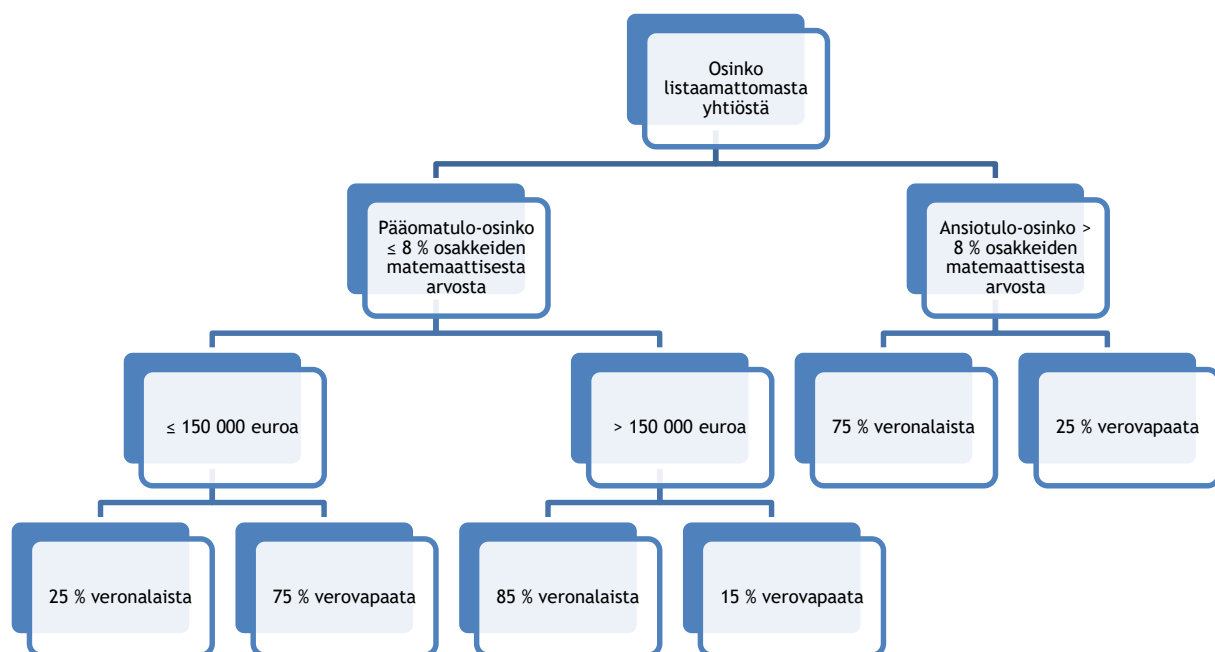 Osinko
listaamattomasta
yhtiöstä
Pääomatulo-osinko
≤ 8 % osakkeiden
matemaattisesta
arvosta
Ansiotulo-osinko >
8 % osakkeiden
matemaattisesta
arvosta
≤ 150 000 euroa
> 150 000 euroa
75 % veronalaista
25 % verovapaata
25 % veronalaista
75 % verovapaata
85 % veronalaista
15 % verovapaata